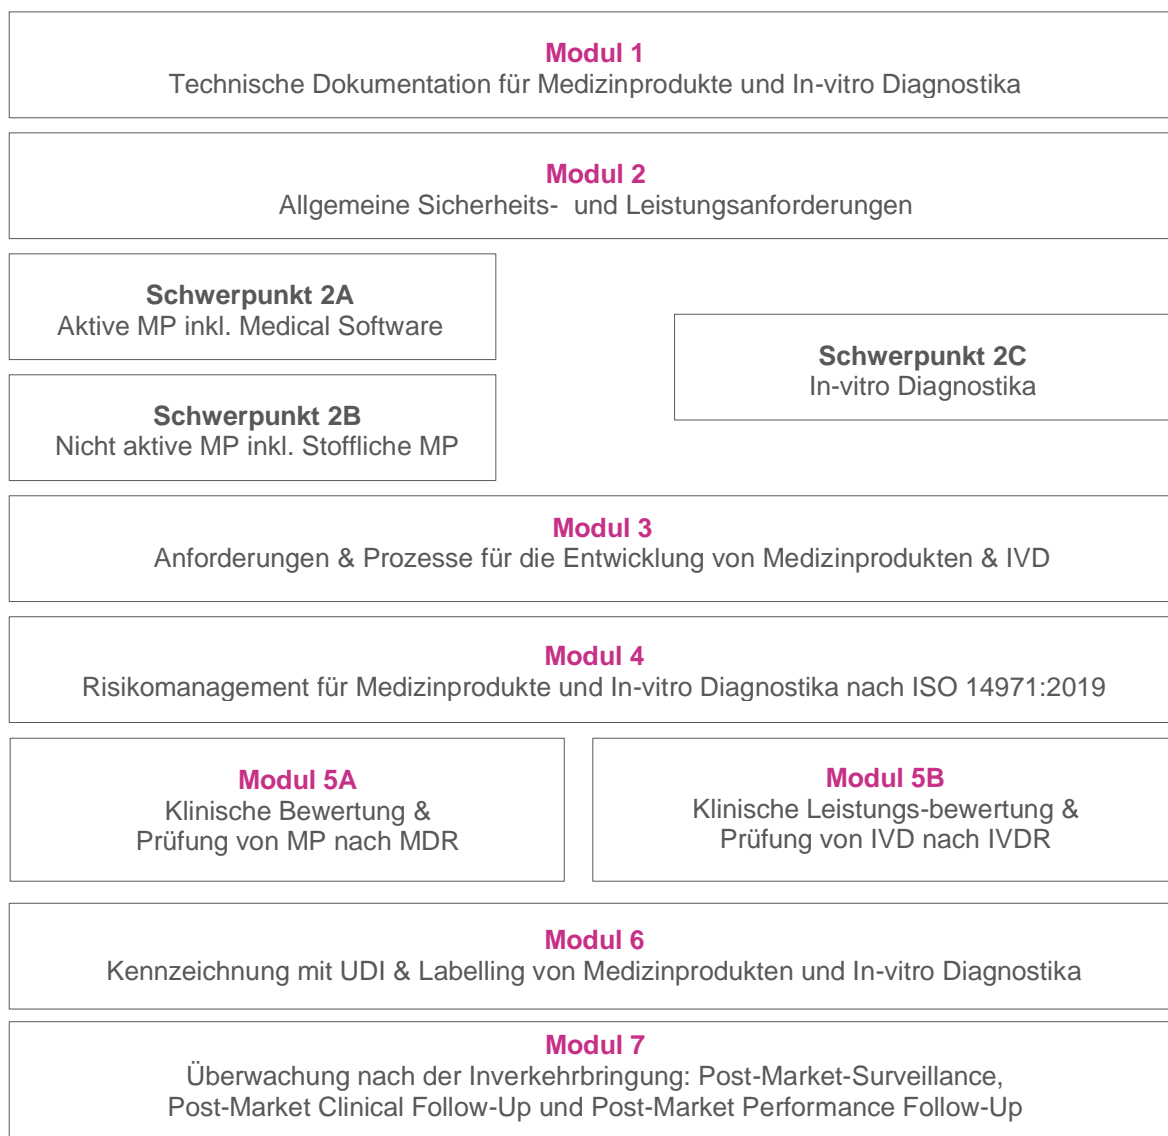 Modul 1
Technische Dokumentation für Medizinprodukte und In-vitro Diagnostika
Modul 2
Allgemeine Sicherheits- und Leistungsanforderungen
Schwerpunkt 2A
Aktive MP inkl. Medical Software
Schwerpunkt 2B
Nicht aktive MP inkl. Stoffliche MP
Schwerpunkt 2C
In-vitro Diagnostika
Modul 3
Anforderungen & Prozesse für die Entwicklung von Medizinprodukten & IVD
Modul 4
Risikomanagement für Medizinprodukte und In-vitro Diagnostika nach ISO 14971:2019
Modul 5A
Klinische Bewertung &
Prüfung von MP nach MDR
Modul 5B
Klinische Leistungs-bewertung &
Prüfung von IVD nach IVDR
Modul 6
Kennzeichnung mit UDI & Labelling von Medizinprodukten und In-vitro Diagnostika
Modul 7
Überwachung nach der Inverkehrbringung: Post-Market-Surveillance,
Post-Market Clinical Follow-Up und Post-Market Performance Follow-Up